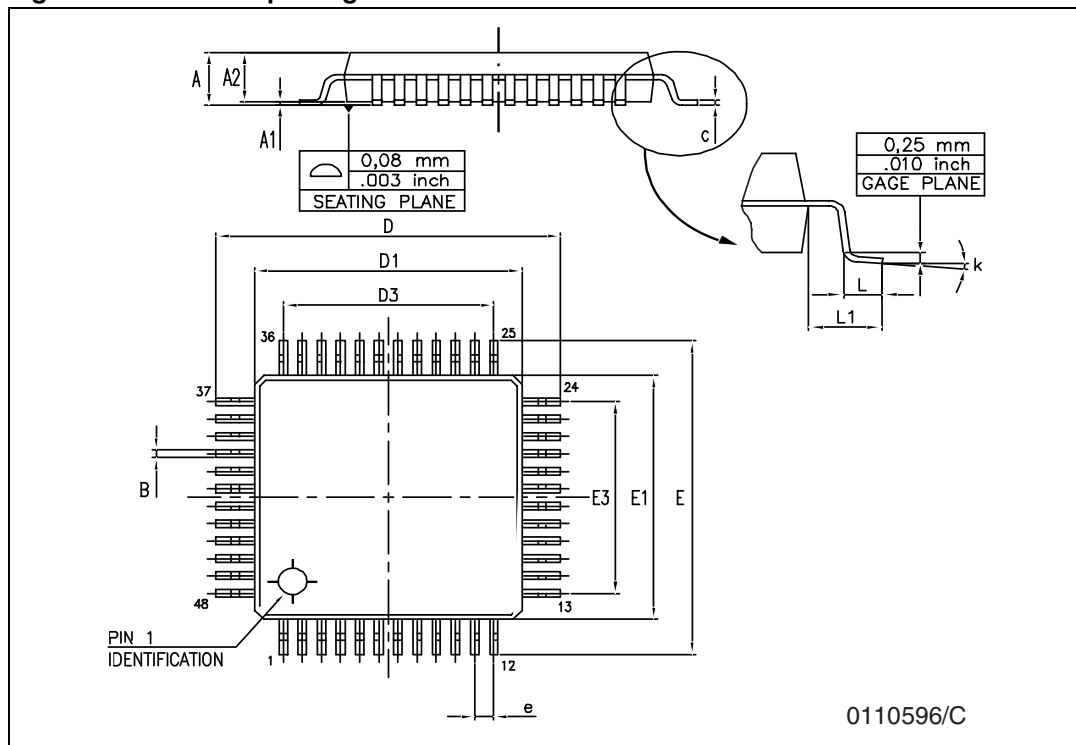 A
A2
A1
c
0,08 mm
.003 inch
SEATING PLANE
0,25 mm
.010 inch
GAGE PLANE
k
L
L1
D
D1
D3
36
25
37
24
B
E3
E1
E
48
13
PIN 1
IDENTIFICATION
1
12
e
0110596/C